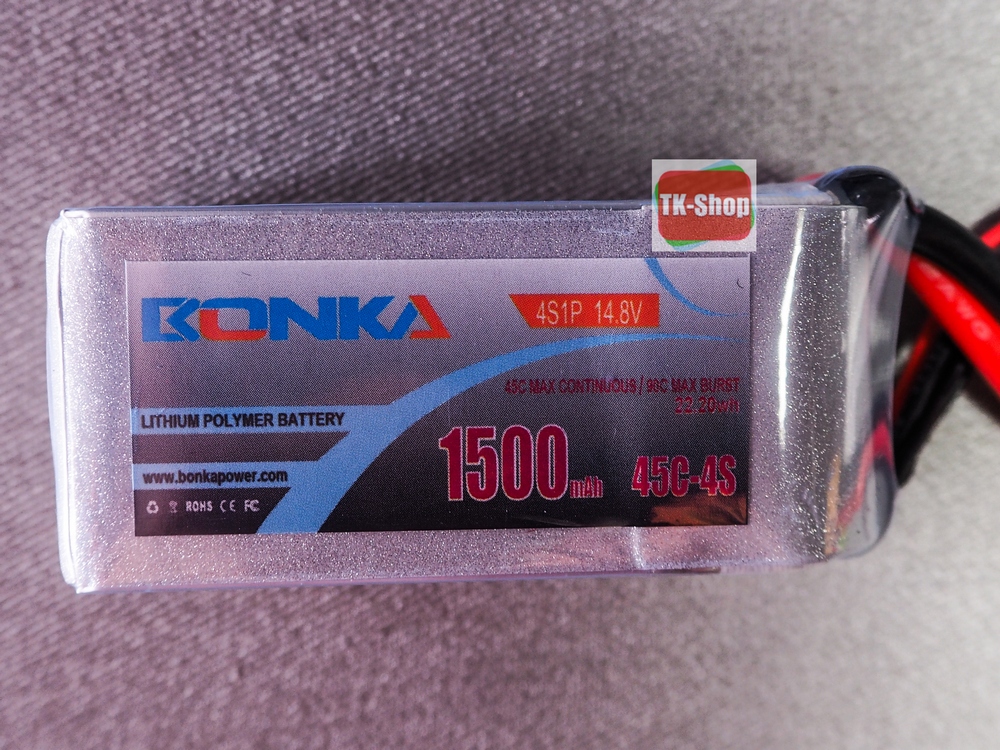 TK-Shop
BONKA
4S1P 14.8V
45C MAX CONTINUOUS / 90C MAX BURST
22.20wh
LITHIUM POLYMER BATTERY
1500mAh 45C-4S
www.bonkapower.com
ROHS CE FC